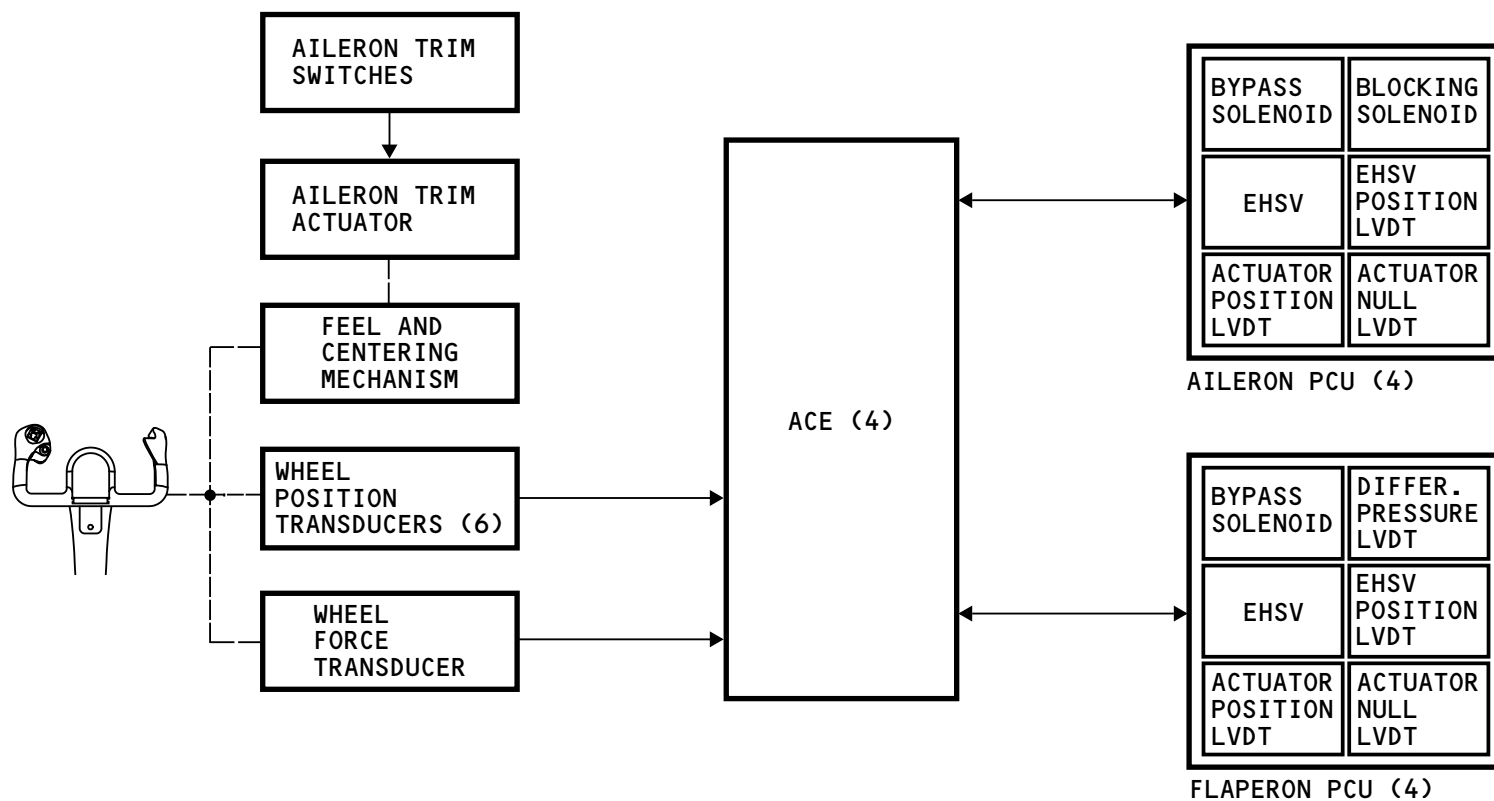 AILERON TRIM
SWITCHES
AILERON TRIM
ACTUATOR
FEEL AND
CENTERING
MECHANISM
WHEEL
POSITION
TRANSDUCERS (6)
WHEEL
FORCE
TRANSDUCER
ACE (4)
BYPASS
SOLENOID
BLOCKING
SOLENOID
EHSV
EHSV
POSITION
LVDT
ACTUATOR
POSITION
LVDT
ACTUATOR
NULL
LVDT
AILERON PCU (4)
BYPASS
SOLENOID
DIFFER.
PRESSURE
LVDT
EHSV
EHSV
POSITION
LVDT
ACTUATOR
POSITION
LVDT
ACTUATOR
NULL
LVDT
FLAPERON PCU (4)